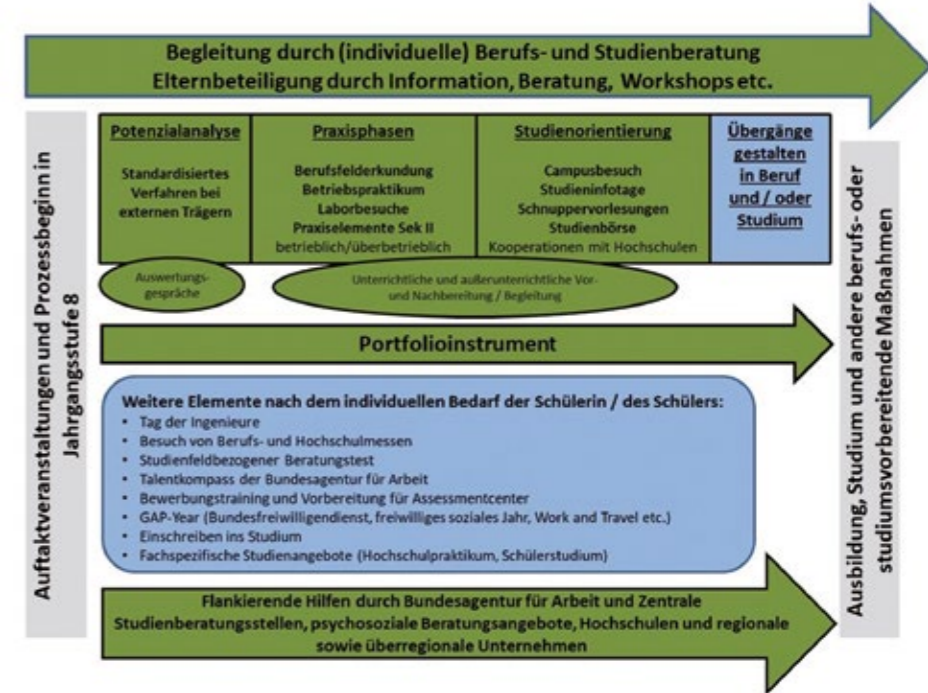 Begleitung durch (individuelle) Berufs- und Studienberatung
Elternbeteiligung durch Information, Beratung, Workshops etc.
Auftaktveranstaltungen und Prozessbeginn in
Jahrgangsstufe 8
Potenzialanalyse
Standardisiertes
Verfahren bei
externen Trägern
Praxisphasen
Berufsfelderkundung
Betriebspraktikum
Laborbesuche
Praxiselemente Sek II
betrieblich/überbetrieblich
Studienorientierung
Campusbesuch
Studieninfotage
Schnuppervorlesungen
Studienbörse
Kooperationen mit Hochschulen
Übergänge
gestalten
in Beruf
und / oder
Studium
Auswertungs-
gespräche
Unterrichtliche und außerunterrichtliche Vor-
und Nachbereitung / Begleitung
Portfolioinstrument
Weitere Elemente nach dem individuellen Bedarf der Schülerin / des Schülers:
• Tag der Ingenieure
• Besuch von Berufs- und Hochschulmessen
• Studienfeldbezogener Beratungstest
• Talentkompass der Bundesagentur für Arbeit
• Bewerbungstraining und Vorbereitung für Assessmentcenter
• GAP-Year (Bundesfreiwilligendienst, freiwilliges soziales Jahr, Work and Travel etc.)
• Einschreiben ins Studium
• Fachspezifische Studienangebote (Hochschulpraktikum, Schülerstudium)
Flankierende Hilfen durch Bundesagentur für Arbeit und Zentrale
Studienberatungsstellen, psychosoziale Beratungsangebote, Hochschulen und regionale
sowie überregionale Unternehmen
Ausbildung, Studium und andere berufs- oder
studiumsvorbereitende Maßnahmen